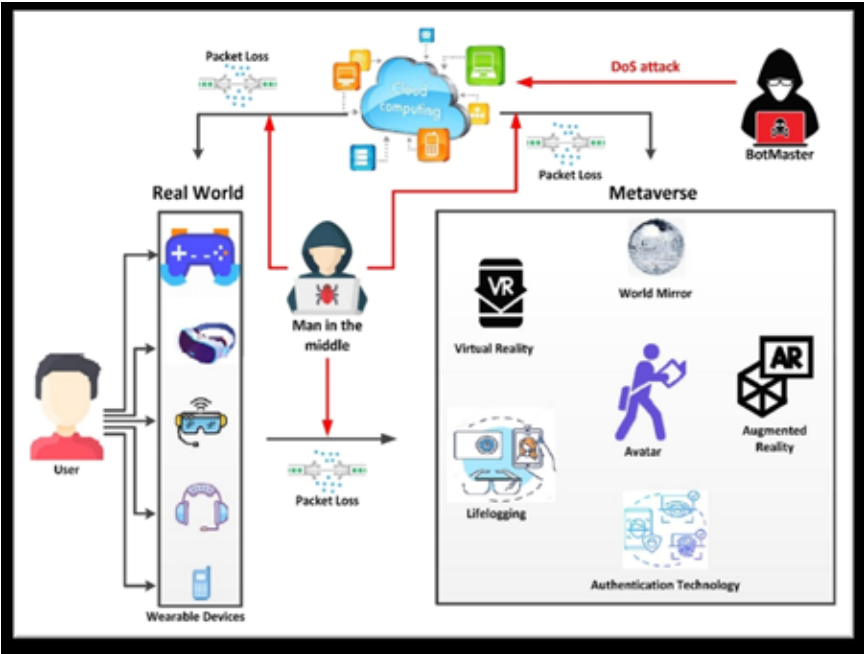 Packet Loss
Cloud
computing
DoS attack
BotMaster
Packet Loss
Real World
Metaverse
World Mirror
VR
Virtual Reality
Man in the
middle
AR
Augmented
Reality
Avatar
User
Packet Loss
Lifelogging
Authentication Technology
Wearable Devices